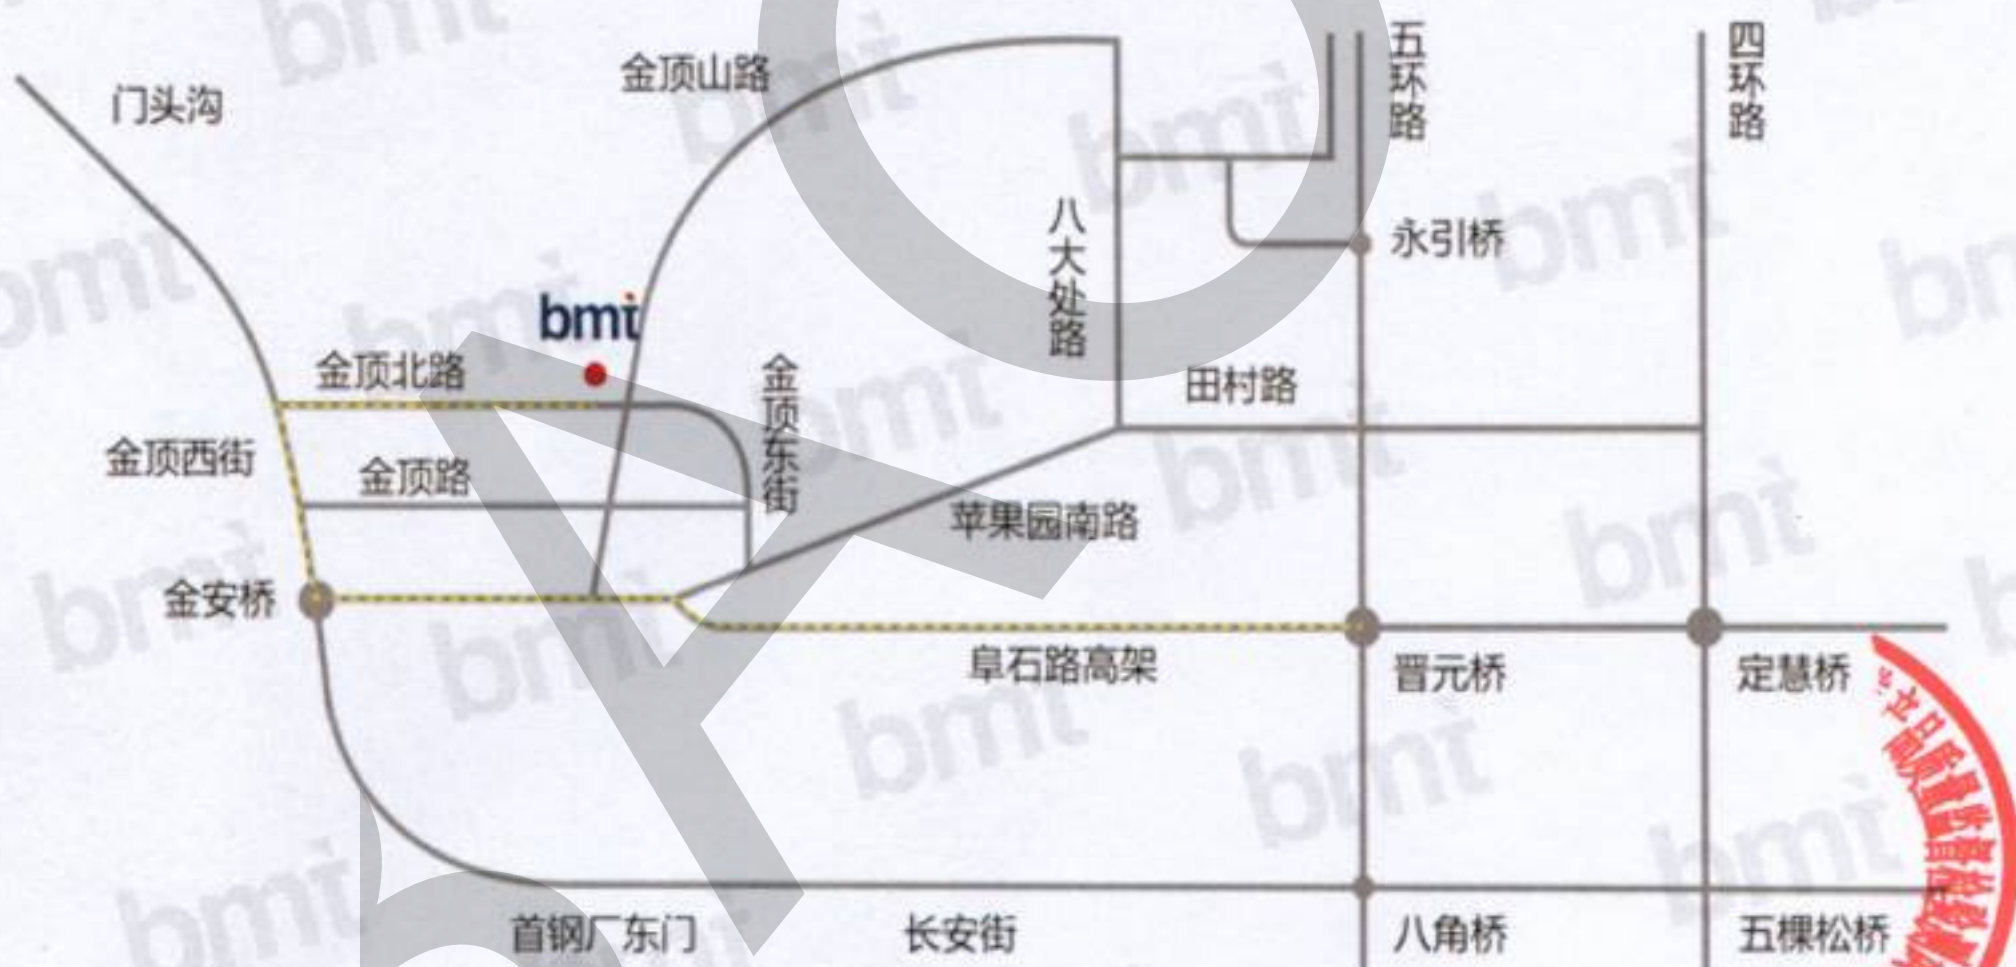 五环路
四环路
金顶山路
门头沟
八大处路
永引桥
bmt
金顶北路
金顶东街
田村路
金顶西街
金顶路
苹果园南路
金安桥
阜石路高架
晋元桥
定慧桥
首钢厂东门
长安街
八角桥
五棵松桥